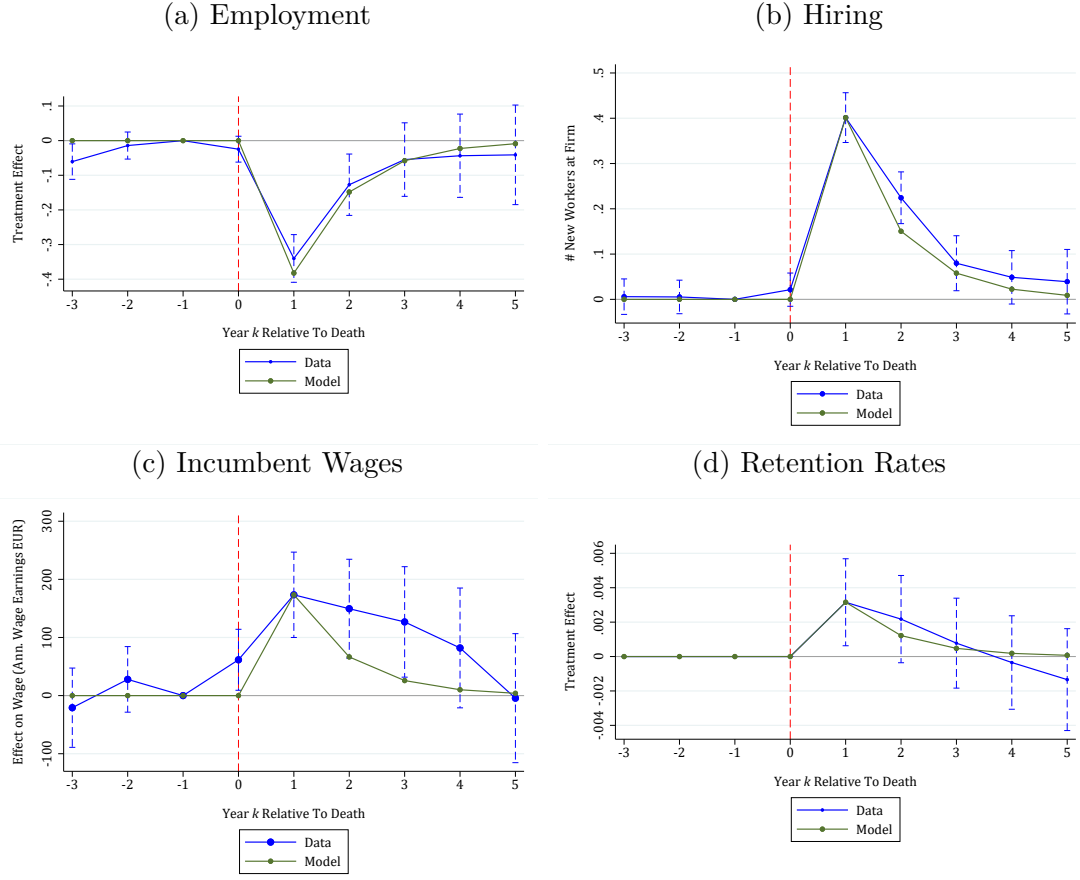 (a) Employment
Treatment Effect
.1
0
-.1
-.2
-.3
-.4
-3 -2 -1 0 1 2 3 4 5
Year k Relative To Death
Data
Model
(b) Hiring
# New Workers at Firm
.5
.4
.3
.2
.1
0
-3 -2 -1 0 1 2 3 4 5
Year k Relative To Death
Data
Model
(c) Incumbent Wages
Effect on Wage (Ann. Wage Earnings EUR)
300
200
100
0
-100
-3 -2 -1 0 1 2 3 4 5
Year k Relative To Death
Data
Model
(d) Retention Rates
Treatment Effect
.006
.004
.002
0
-.002
-.004
-3 -2 -1 0 1 2 3 4 5
Year k Relative To Death
Data
Model